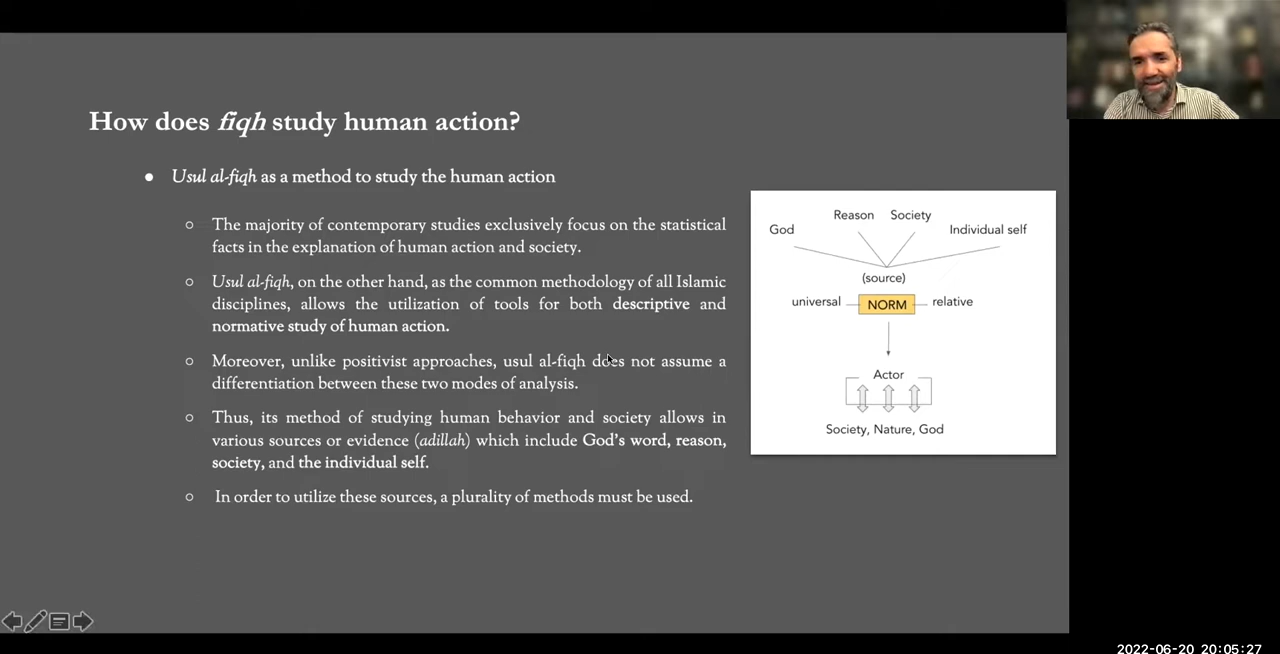 How does fiqh study human action?
● Usul al-fiqh as a method to study the human action
○ The majority of contemporary studies exclusively focus on the statistical
facts in the explanation of human action and society.
○ Usul al-fiqh, on the other hand, as the common methodology of all Islamic
disciplines, allows the utilization of tools for both descriptive and
normative study of human action.
○ Moreover, unlike positivist approaches, usul al-fiqh does not assume a
differentiation between these two modes of analysis.
○ Thus, its method of studying human behavior and society allows in
various sources or evidence (adillah) which include God's word, reason,
society, and the individual self.
○ In order to utilize these sources, a plurality of methods must be used.
Reason Society
God Individual self
(source)
universal NORM relative
Actor
Society, Nature, God
2022-06-20 20:05:27